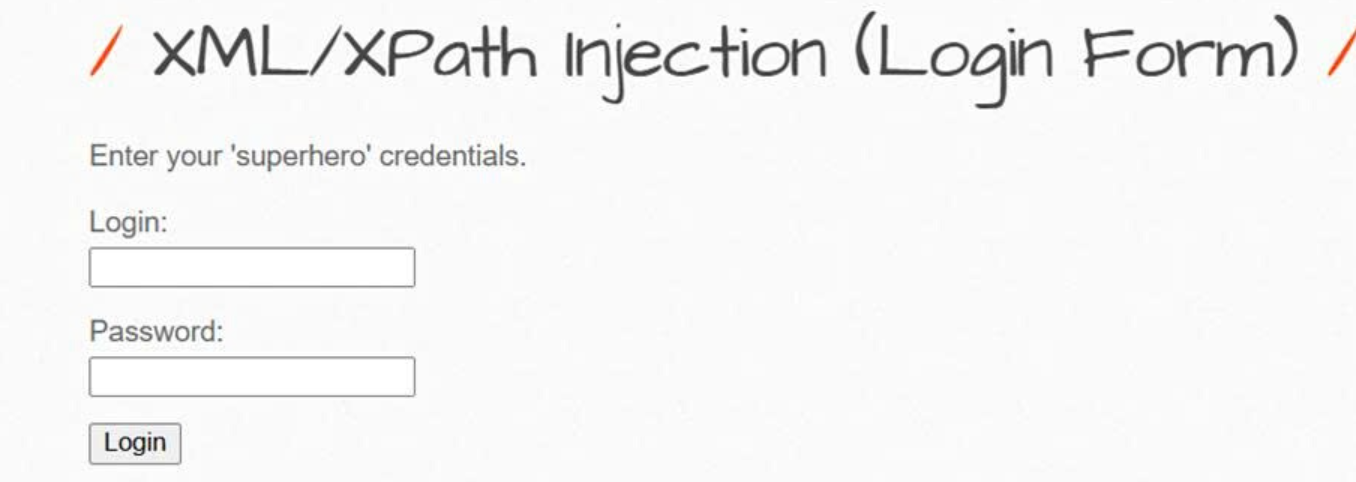 / XML/XPath Injection (Login Form) /
Enter your 'superhero' credentials.
Login:
Password:
Login